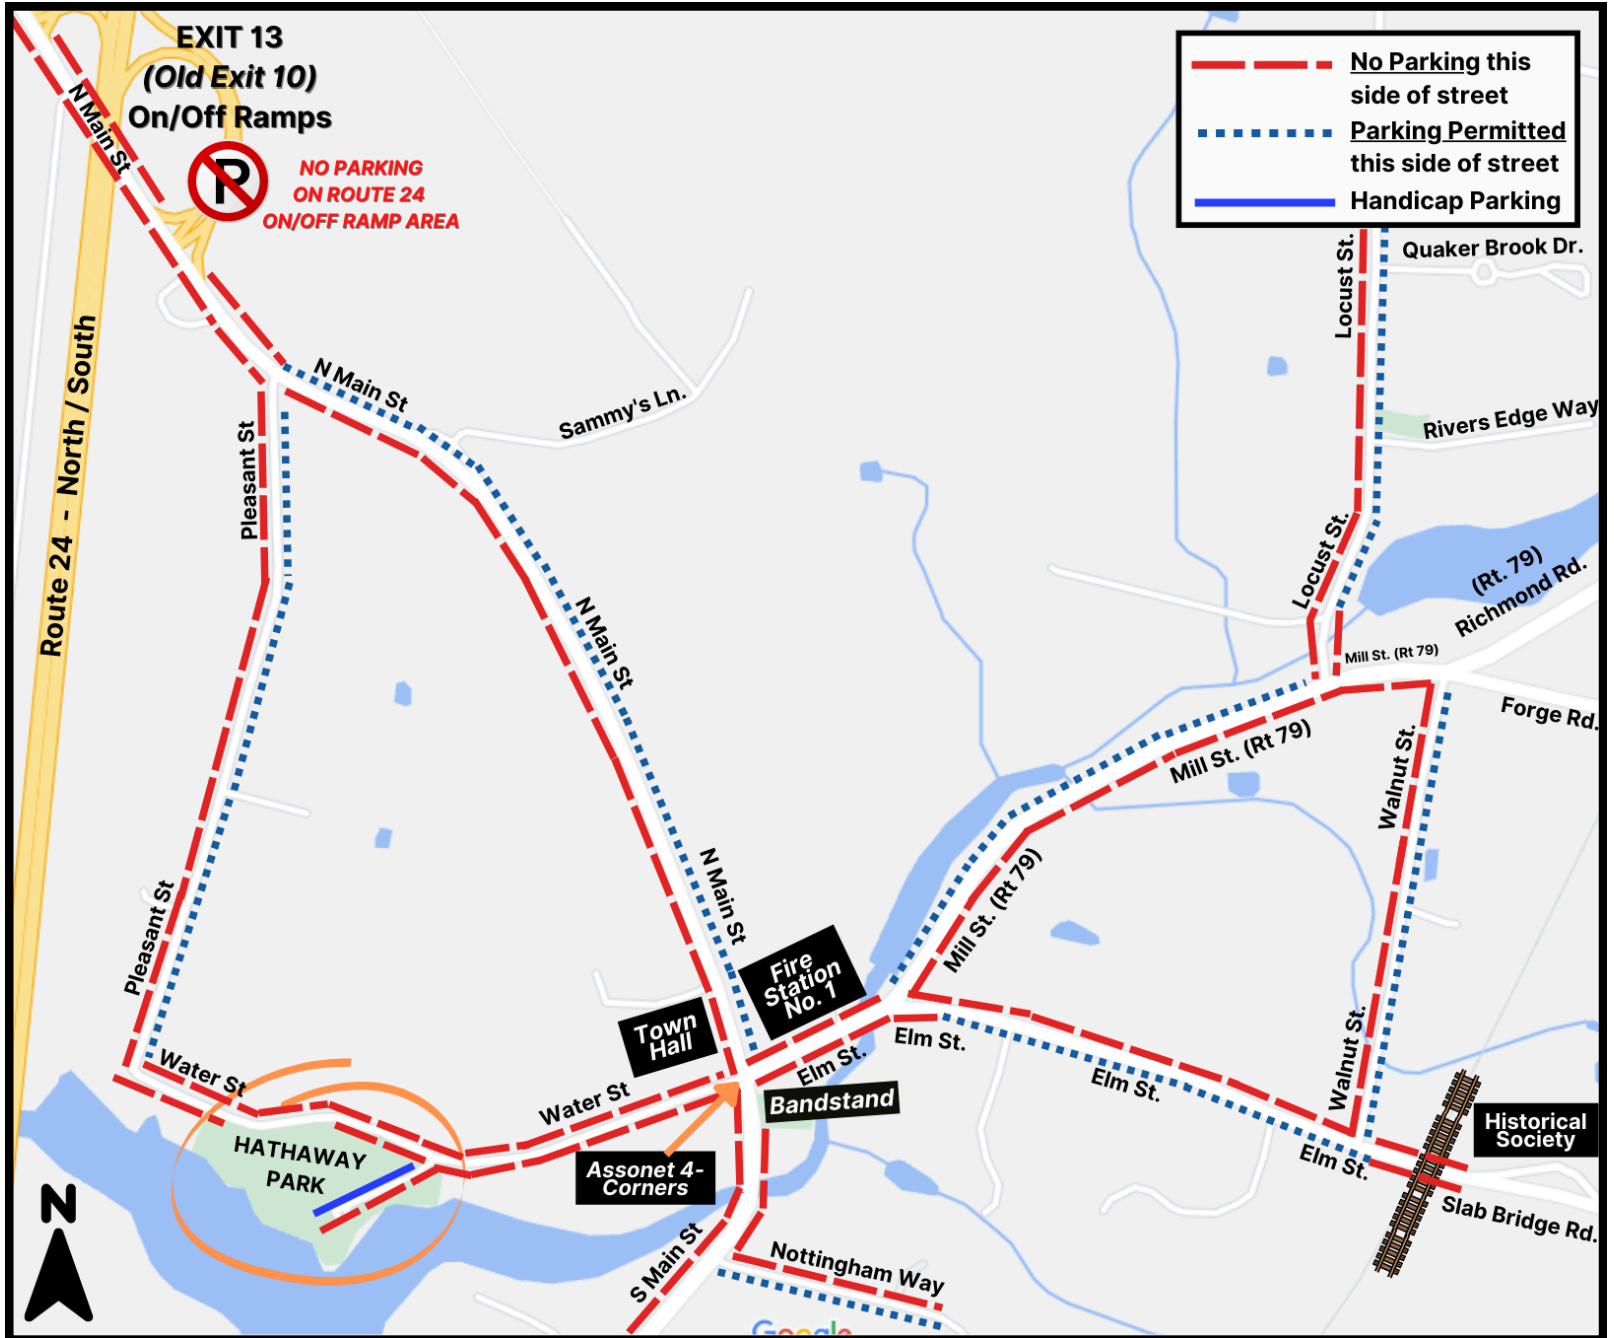 EXIT 13
(Old Exit 10)
On/Off Ramps
P
NO PARKING
ON ROUTE 24
ON/OFF RAMP AREA
No Parking this
side of street
Parking Permitted
this side of street
Handicap Parking
N Main St
Quaker Brook Dr.
Locust St.
Route 24 - North / South
N Main St
Sammy's Ln.
Pleasant St
Rivers Edge Way
Locust St.
(Rt. 79)
Richmond Rd.
N Main St
Mill St. (Rt 79)
Forge Rd.
Mill St. (Rt 79)
Walnut St.
N Main St
Mill St. (Rt 79)
Pleasant St
Fire
Station
No. 1
Town
Hall
Elm St.
Elm St.
Elm St.
Walnut St.
Water St
Water St
Bandstand
Historical
Society
HATHAWAY
PARK
Assonet 4-
Corners
Elm St.
Slab Bridge Rd.
N
S Main St
Nottingham Way
Google